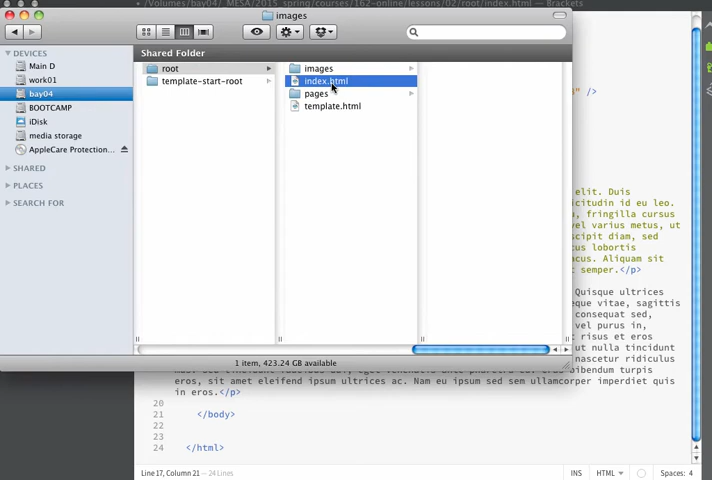 /Volumes/bay04/_MESA/2015_spring/courses/162-online/lessons/02/root/index.html — Brackets
images
DEVICES
Main D
work01
bay04
BOOTCAMP
iDisk
media storage
AppleCare Protection...
SHARED
PLACES
SEARCH FOR
Shared Folder
root
template-start-root
images
index.html
pages
template.html
1 item, 423.24 GB available
" />
elit. Duis
icitudin id eu leo.
u, fringilla cursus
vel varius metus, ut
scipit diam, sed
cus lobortis
acus. Aliquam sit
t semper.</p>
Quisque ultrices
eque vitae, sagittis
consequat sed,
vel purus in,
t risus et eros
ut nulla tincidunt
nascetur ridiculus
bibendum turpis
eros, sit amet eleifend ipsum ultrices ac. Nam eu ipsum sed sem ullamcorper imperdiet quis
in eros.</p>
20
21 </body>
22
23
24 </html>
Line 17, Column 21 — 24 Lines
INS
HTML
Spaces: 4